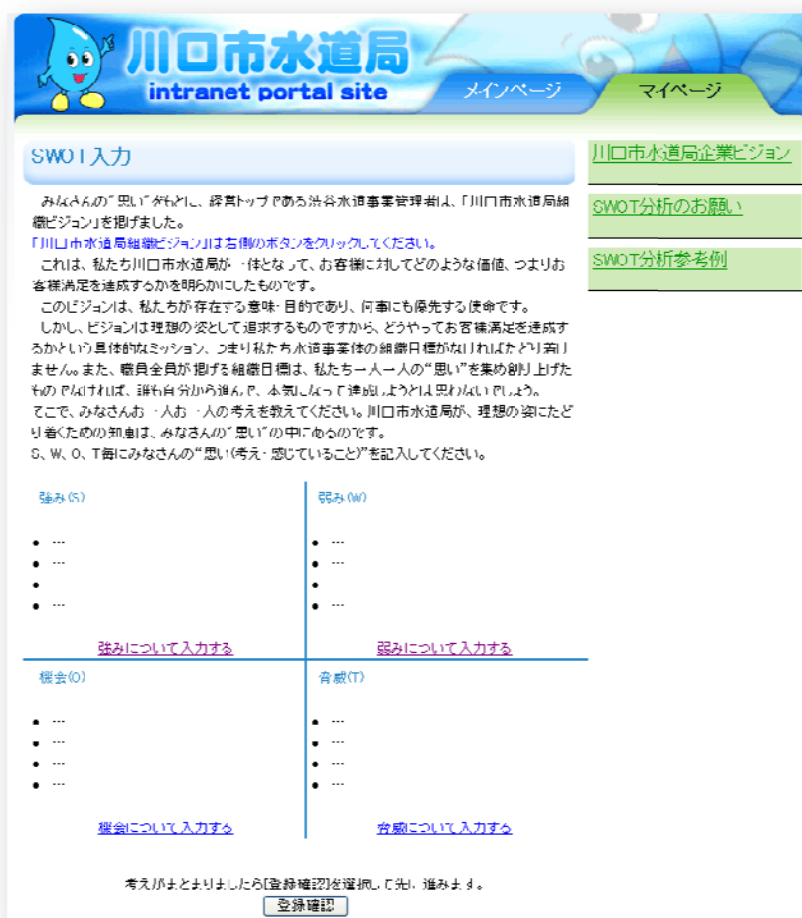 川口市水道局
intranet portal site
メインページ
マイページ
SWOT入力
みなさんの“思い”をもとに、経営トップである渋谷水道事業管理者は、「川口市水道局組
織ビジョン」を掲げました。
「川口市水道局組織ビジョン」は右側のボタンをクリックしてください。
これは、私たち川口市水道局が一体となって、お客様に対してどのような価値、つまりお
客様満足を達成するかを明らかにしたものです。
このビジョンは、私たちが存在する意味・目的であり、何事にも優先する使命です。
しかし、ビジョンは理想の姿として追求するものですから、どうやってお客様満足を達成す
るかという具体的なミッション、つまり私たち水道事業体の組織目標がなければたどり着け
ません。また、職員全員が掲げる組織目標は、私たち一人一人の“思い”を集め創り上げた
ものでなければ、誰も自分から進んで、本気になって達成しようとは思わないでしょう。
そこで、みなさんお一人お一人の考えを教えてください。川口市水道局が、理想の姿にたど
り着くための知恵は、みなさんの“思い”の中にあるのです。
S、W、O、T毎にみなさんの“思い(考え・感じていること)”を記入してください。
川口市水道局企業ビジョン
SWOT分析のお願い
SWOT分析参考例
強み(S)
• ---
• ---
•
• ---
強みについて入力する
弱み(W)
• ---
• ---
•
• ---
弱みについて入力する
機会(O)
• ---
• ---
• ---
• ---
機会について入力する
脅威(T)
• ---
• ---
• ---
• ---
脅威について入力する
考えがまとまりましたら[登録確認]を選択して先に進みます。
登録確認